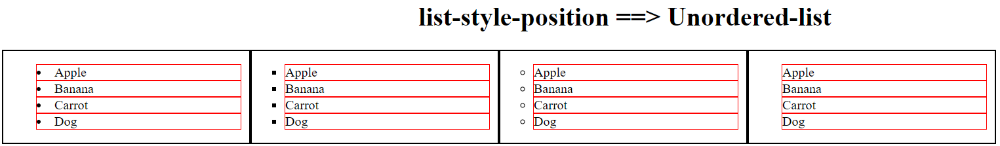 list-style-position ==> Unordered-list
• Apple
• Banana
• Carrot
• Dog
▪ Apple
▪ Banana
▪ Carrot
▪ Dog
◦ Apple
◦ Banana
◦ Carrot
◦ Dog
Apple
Banana
Carrot
Dog